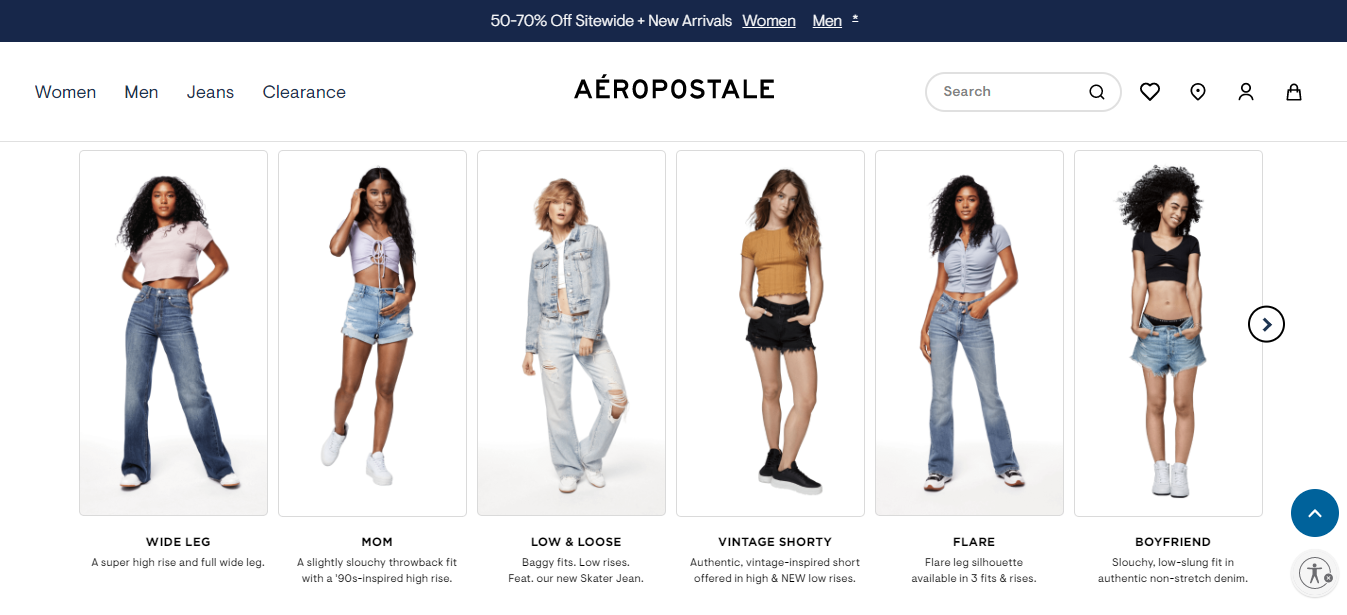 50-70% Off Sitewide + New Arrivals Women Men *
Women Men Jeans Clearance
AÉROPOSTALE
Search
WIDE LEG
A super high rise and full wide leg.
MOM
A slightly slouchy throwback fit
with a '90s-inspired high rise.
LOW & LOOSE
Baggy fits. Low rises.
Feat. our new Skater Jean.
VINTAGE SHORTY
Authentic, vintage-inspired short
offered in high & NEW low rises.
FLARE
Flare leg silhouette
available in 3 fits & rises.
BOYFRIEND
Slouchy, low-slung fit in
authentic non-stretch denim.